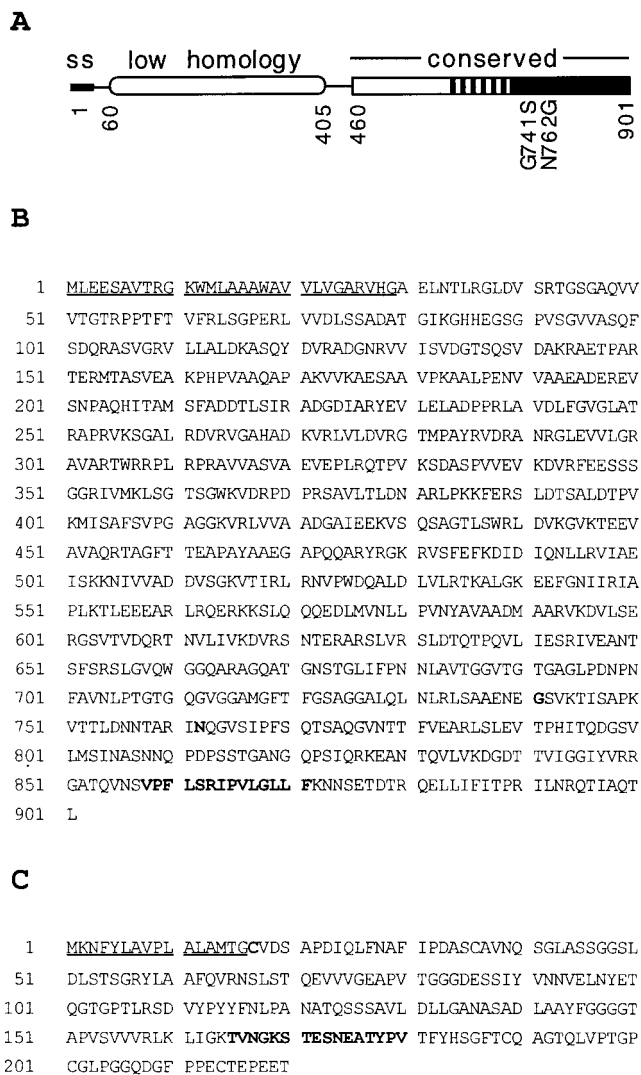 A
ss low homology conserved
1 60 405 460 G741S N762G 901
B
1 MLEESAVTRG KWMLAAAWAV VLVGARVHGA ELNTLRGLDV SRTGSGAQVV
51 VTGTRPPTFT VFRLSGPERL VVDLSSADAT GIKGHHEGSG PVSGVVASQF
101 SDQRASVGRV LLALDKASQY DVRADGNRVV ISVDGTSQSV DAKRAETPAR
151 TERMTASVEA KPHPVAAQAP AKVVKAESAA VPKAALPENV VAAEADEREV
201 SNPAQHITAM SFADDTLSIR ADGDIARYEV LELADPPRLA VDLFGVGLAT
251 RAPRVKSGAL RDVRVGAHAD KVRLVLDVRG TMPAYRVDRA NRGLEVVLGR
301 AVARTWRRPL RPRAVVASVA EVEPLRQTPV KSDASPVVEV KDVRFEESSS
351 GGRIVMKLSG TSGWKVDRPD PRSAVLTLDN ARLPKKFERS LDTSALDTPV
401 KMISAFSVPG AGGKVRLVVA ADGAIEEKVS QSAGTLSWRL DVKGVKTEEV
451 AVAQRTAGFT TEAPAYAAEG APQQARYRGK RVSFEFKDID IQNLLRVIAE
501 ISKKNIVVAD DVSGKVTIRL RNVPWDQALD LVLRTKALGK EEFGNIIRIA
551 PLKTLEEEAR LRQERKKSLQ QQEDLMVNLL PVNYAVAADM AARVKDVLSE
601 RGSVTVDQRT NVLIVKDVRS NTERARSLVR SLDTQTPQVL IESRIVEANT
651 SFSRSLGVQW GGQARAGQAT GNSTGLIFPN NLAVTGGVTG TGAGLPDNPN
701 FAVNLPTGTG QGVGGAMGFT FGSAGGALQL NLRLSAAENE GSVKTISAPK
751 VTTLDNNTAR INQGVSIPFS QTSAQGVNTT FVEARLSLEV TPHITQDGSV
801 LMSINASNNQ PDPSSTGANG QPSIQRKEAN TQVLVKDGDT TVIGGIYVRR
851 GATQVNSVPF LSRIPVLGLL FKNNSETDTR QELLIFITPR ILNRQTIAQT
901 L
C
1 MKNFYLAVPL ALAMTGCVDS APDIQLFNAF IPDASCAVNQ SGLASSGGSL
51 DLSTSGRYLA AFQVRNSLST QEVVVGEAPV TGGGDESSIY VNNVELNYET
101 QGTGPTLRSD VYPYYFNLPA NATQSSSAVL DLLGANASAD LAAYFGGGGT
151 APVSVVVRLK LIGKTVNGKS TESNEATYPV TFYHSGFTCQ AGTQLVPTGP
201 CGLPGGQDGF PPECTEPEET